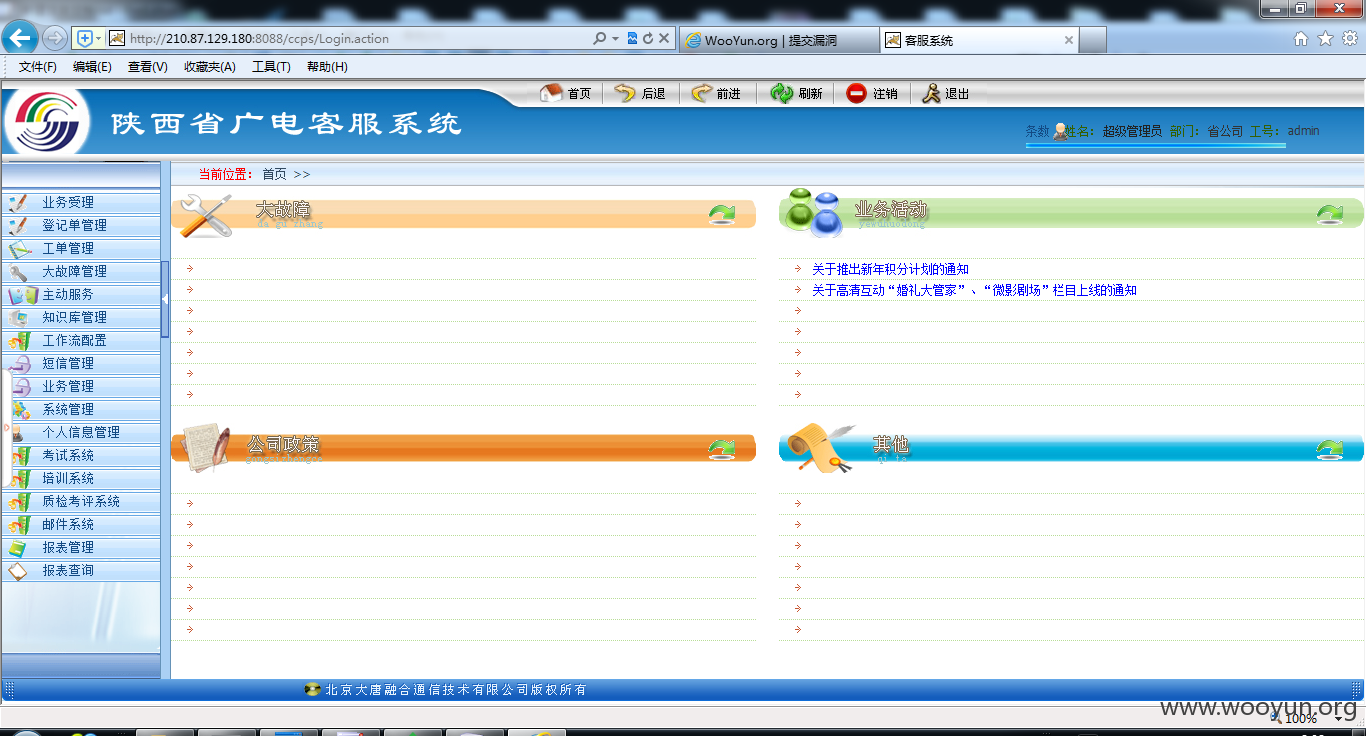 http://210.87.129.180:8088/ccps/Login.action
WooYun.org | 提交漏洞
客服系统
文件(F) 编辑(E) 查看(V) 收藏夹(A) 工具(T) 帮助(H)
首页 后退 前进 刷新 注销 退出
陕西省广电客服系统
条数 姓名： 超级管理员 部门： 省公司 工号： admin
当前位置： 首页 >>
业务受理
登记单管理
工单管理
大故障管理
主动服务
知识库管理
工作流配置
短信管理
业务管理
系统管理
个人信息管理
考试系统
培训系统
质检考评系统
邮件系统
报表管理
报表查询
大故障
da gu zhang
业务活动
yewuhuodong
关于推出新年积分计划的通知
关于高清互动“婚礼大管家”、“微影剧场”栏目上线的通知
公司政策
其他
qi ta
北京大唐融合通信技术有限公司版权所有
www.wooyun.org
100%